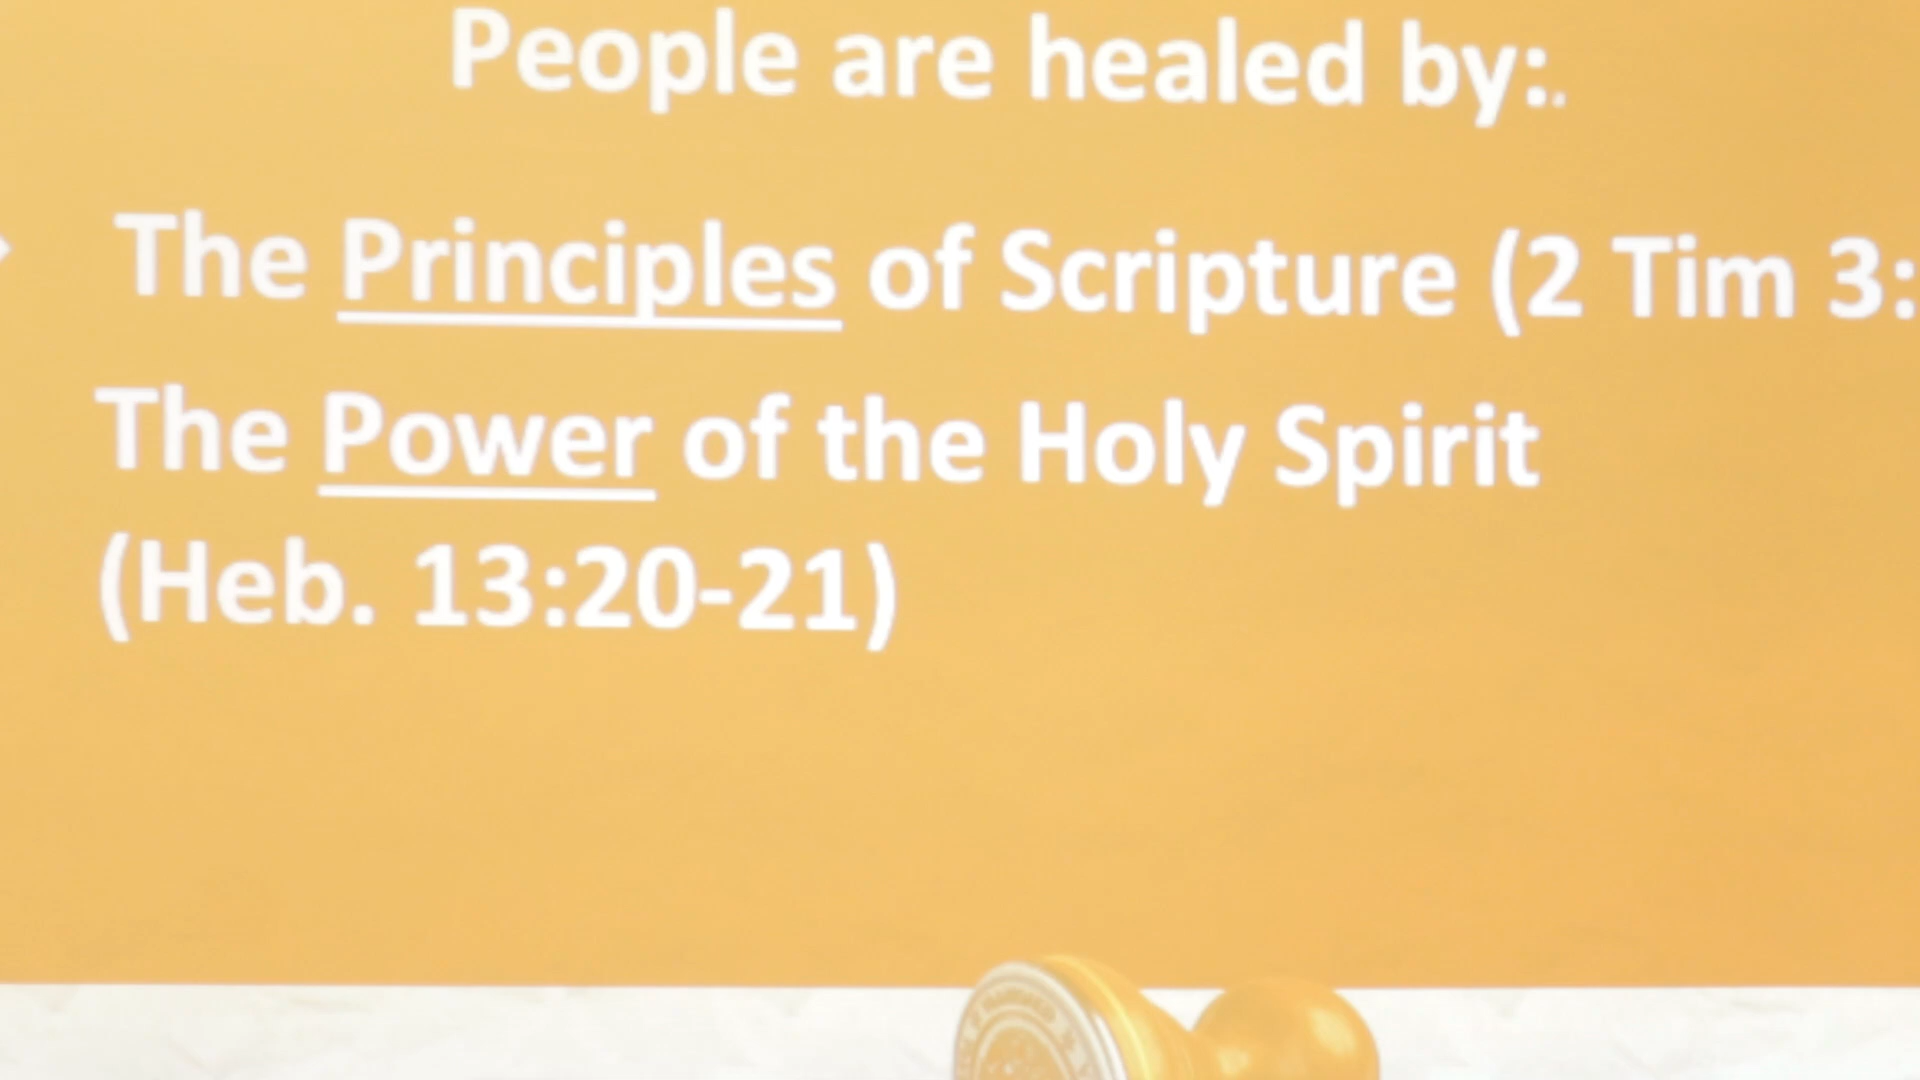 People are healed by:.
The Principles of Scripture (2 Tim 3:
The Power of the Holy Spirit
(Heb. 13:20-21)